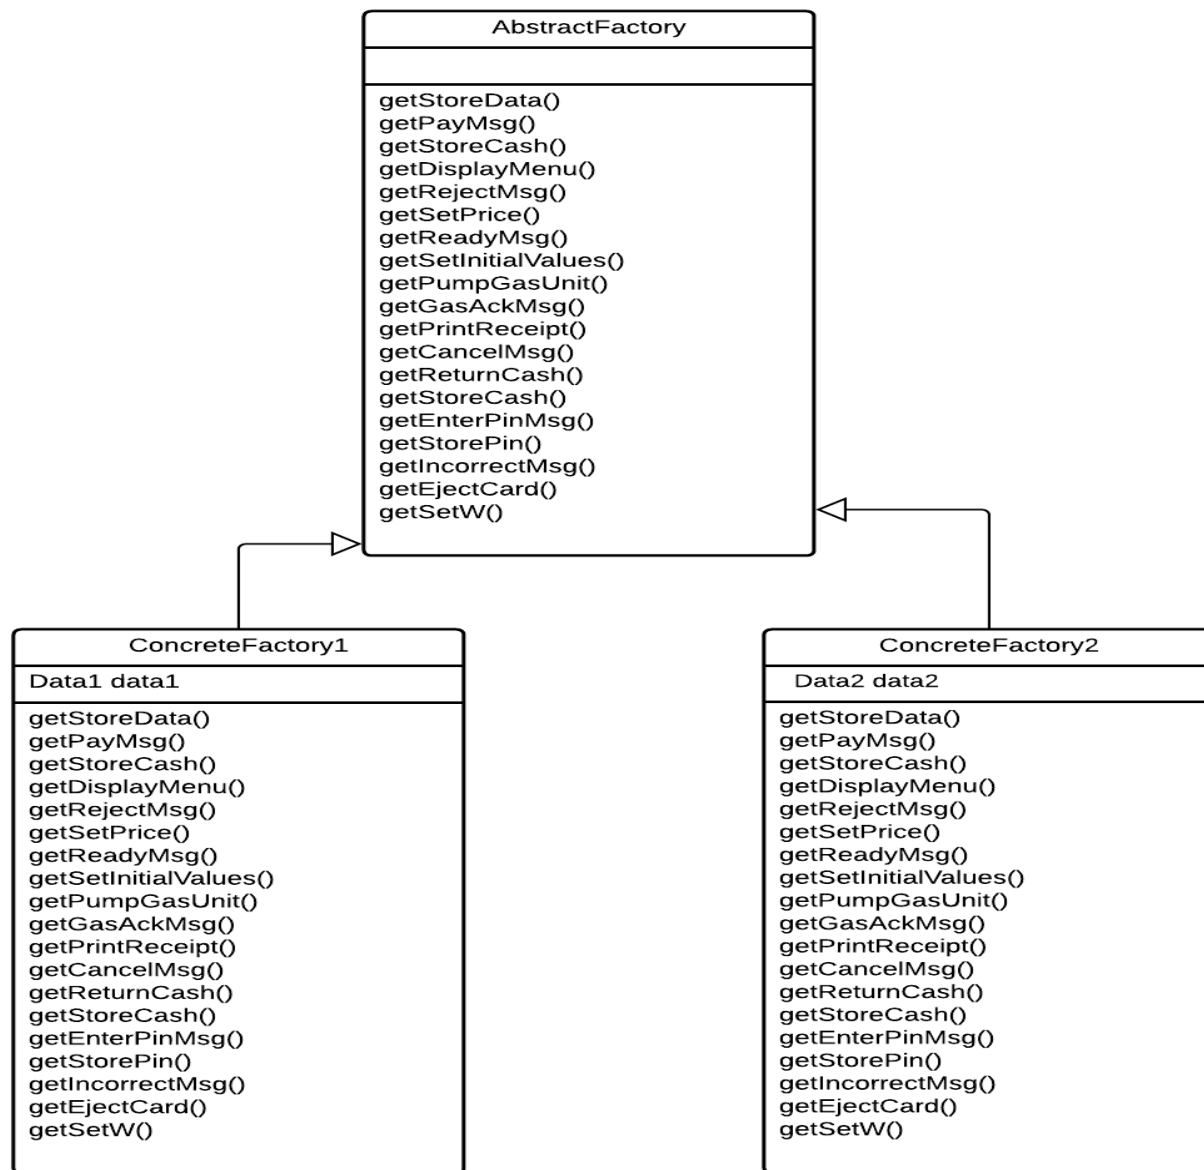 AbstractFactory
getStoreData()
getPayMsg()
getStoreCash()
getDisplayMenu()
getRejectMsg()
getSetPrice()
getReadyMsg()
getSetInitialValues()
getPumpGasUnit()
getGasAckMsg()
getPrintReceipt()
getCancelMsg()
getReturnCash()
getStoreCash()
getEnterPinMsg()
getStorePin()
getIncorrectMsg()
getEjectCard()
getSetW()
ConcreteFactory1
Data1 data1
getStoreData()
getPayMsg()
getStoreCash()
getDisplayMenu()
getRejectMsg()
getSetPrice()
getReadyMsg()
getSetInitialValues()
getPumpGasUnit()
getGasAckMsg()
getPrintReceipt()
getCancelMsg()
getReturnCash()
getStoreCash()
getEnterPinMsg()
getStorePin()
getIncorrectMsg()
getEjectCard()
getSetW()
ConcreteFactory2
Data2 data2
getStoreData()
getPayMsg()
getStoreCash()
getDisplayMenu()
getRejectMsg()
getSetPrice()
getReadyMsg()
getSetInitialValues()
getPumpGasUnit()
getGasAckMsg()
getPrintReceipt()
getCancelMsg()
getReturnCash()
getStoreCash()
getEnterPinMsg()
getStorePin()
getIncorrectMsg()
getEjectCard()
getSetW()